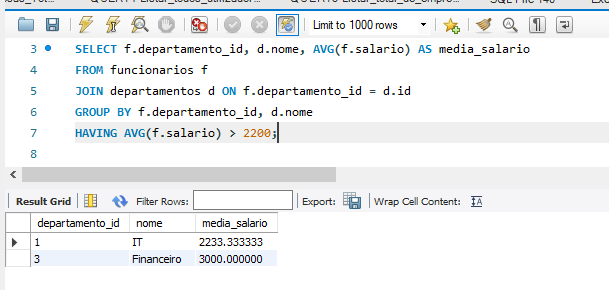 Limit to 1000 rows
3 SELECT f.departamento_id, d.nome, AVG(f.salario) AS media_salario
4 FROM funcionarios f
5 JOIN departamentos d ON f.departamento_id = d.id
6 GROUP BY f.departamento_id, d.nome
7 HAVING AVG(f.salario) > 2200;
8
Result Grid Filter Rows: Export: Wrap Cell Content:
departamento_id nome media_salario
1 IT 2233.333333
3 Financeiro 3000.000000